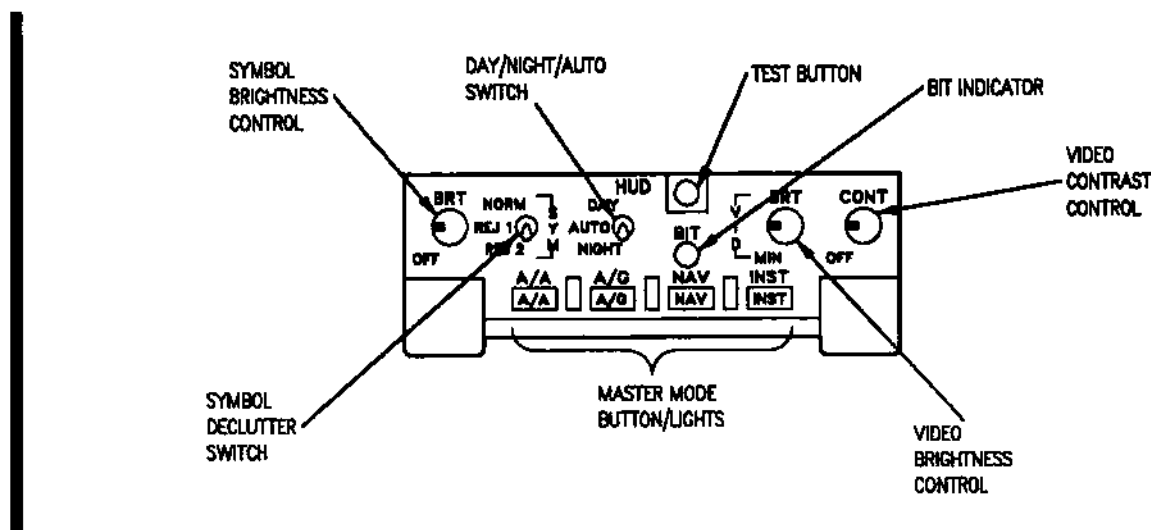 SYMBOL
BRIGHTNESS
CONTROL
DAY/NIGHT/AUTO
SWITCH
TEST BUTTON
BIT INDICATOR
VIDEO
CONTRAST
CONTROL
HUD
BRT
NORM
REJ 1
REJ 2
SYM
OFF
DAY
AUTO
NIGHT
BIT
VID
BRT
MIN
CONT
OFF
A/A
A/G
NAV
INST
A/A
A/G
NAV
INST
MASTER MODE
BUTTON/LIGHTS
SYMBOL
DECLUTTER
SWITCH
VIDEO
BRIGHTNESS
CONTROL